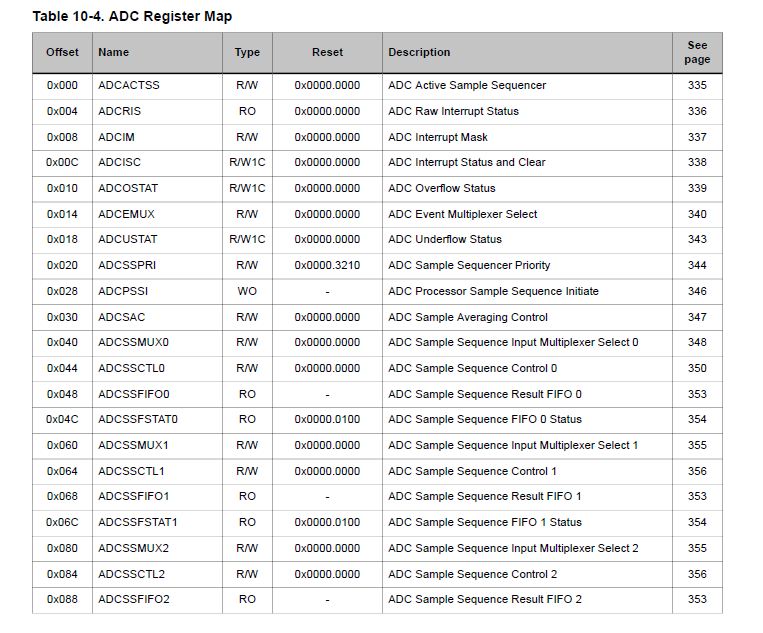 Table 10-4. ADC Register Map
Offset Name Type Reset Description See page
0x000 ADCACTSS R/W 0x0000.0000 ADC Active Sample Sequencer 335
0x004 ADCRIS RO 0x0000.0000 ADC Raw Interrupt Status 336
0x008 ADCIM R/W 0x0000.0000 ADC Interrupt Mask 337
0x00C ADCISC R/W1C 0x0000.0000 ADC Interrupt Status and Clear 338
0x010 ADCOSTAT R/W1C 0x0000.0000 ADC Overflow Status 339
0x014 ADCEMUX R/W 0x0000.0000 ADC Event Multiplexer Select 340
0x018 ADCUSTAT R/W1C 0x0000.0000 ADC Underflow Status 343
0x020 ADCSSPRI R/W 0x0000.3210 ADC Sample Sequencer Priority 344
0x028 ADCPSSI WO - ADC Processor Sample Sequence Initiate 346
0x030 ADCSAC R/W 0x0000.0000 ADC Sample Averaging Control 347
0x040 ADCSSMUX0 R/W 0x0000.0000 ADC Sample Sequence Input Multiplexer Select 0 348
0x044 ADCSSCTL0 R/W 0x0000.0000 ADC Sample Sequence Control 0 350
0x048 ADCSSFIFO0 RO - ADC Sample Sequence Result FIFO 0 353
0x04C ADCSSFSTAT0 RO 0x0000.0100 ADC Sample Sequence FIFO 0 Status 354
0x060 ADCSSMUX1 R/W 0x0000.0000 ADC Sample Sequence Input Multiplexer Select 1 355
0x064 ADCSSCTL1 R/W 0x0000.0000 ADC Sample Sequence Control 1 356
0x068 ADCSSFIFO1 RO - ADC Sample Sequence Result FIFO 1 353
0x06C ADCSSFSTAT1 RO 0x0000.0100 ADC Sample Sequence FIFO 1 Status 354
0x080 ADCSSMUX2 R/W 0x0000.0000 ADC Sample Sequence Input Multiplexer Select 2 355
0x084 ADCSSCTL2 R/W 0x0000.0000 ADC Sample Sequence Control 2 356
0x088 ADCSSFIFO2 RO - ADC Sample Sequence Result FIFO 2 353